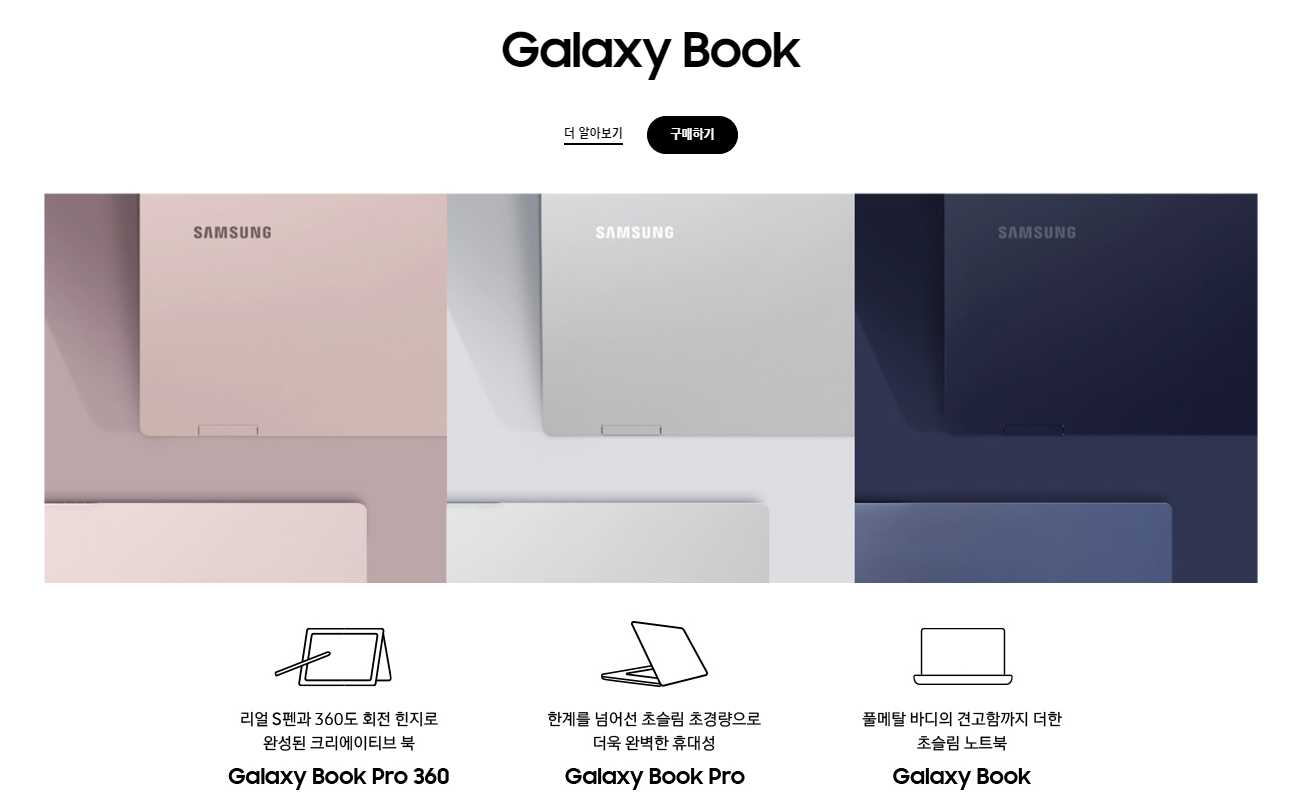 Galaxy Book
더 알아보기 구매하기
SAMSUNG SAMSUNG SAMSUNG
리얼 S펜과 360도 회전 힌지로
완성된 크리에이티브 북
Galaxy Book Pro 360
한계를 넘어선 초슬림 초경량으로
더욱 완벽한 휴대성
Galaxy Book Pro
풀메탈 바디의 견고함까지 더한
초슬림 노트북
Galaxy Book